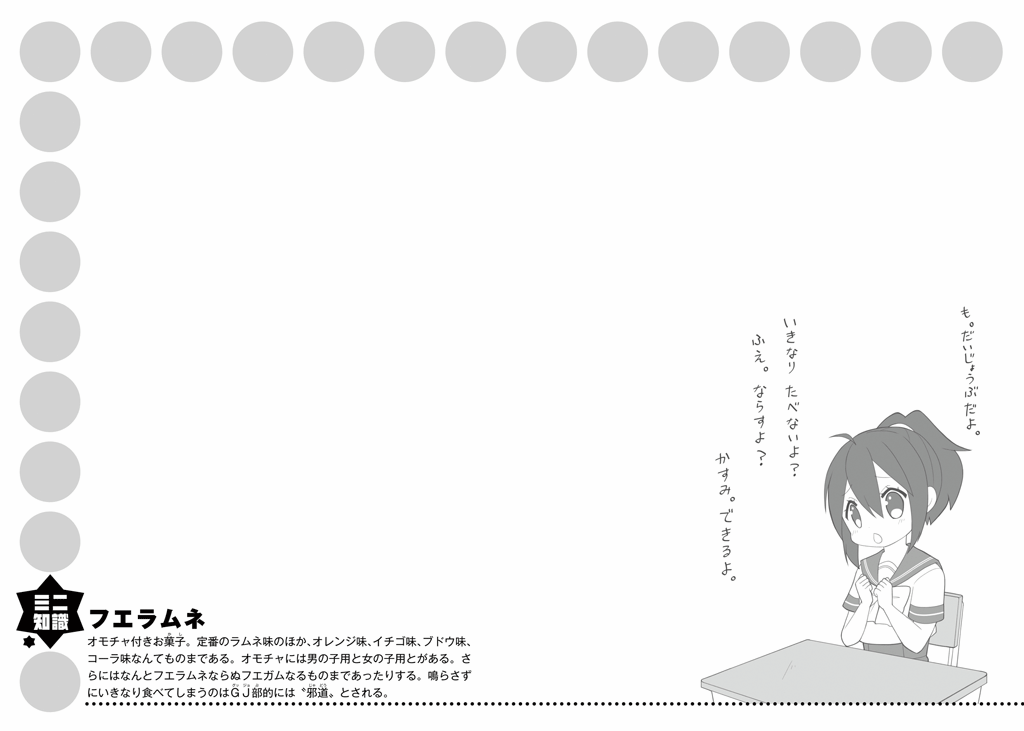 も。だいじょうぶだよ。
いきなり たべないよ?
ふえ。ならすよ?
かすみ。できるよ。
ミニ
知識
フエラムネ
オモチャ付きお菓子。定番のラムネ味のほか、オレンジ味、イチゴ味、ブドウ味、
コーラ味なんてものまである。オモチャには男の子用と女の子用とがある。さ
らにはなんとフエラムネならぬフエガムなるものまであったりする。鳴らさず
にいきなり食べてしまうのはGJ部的には〝邪道〟とされる。